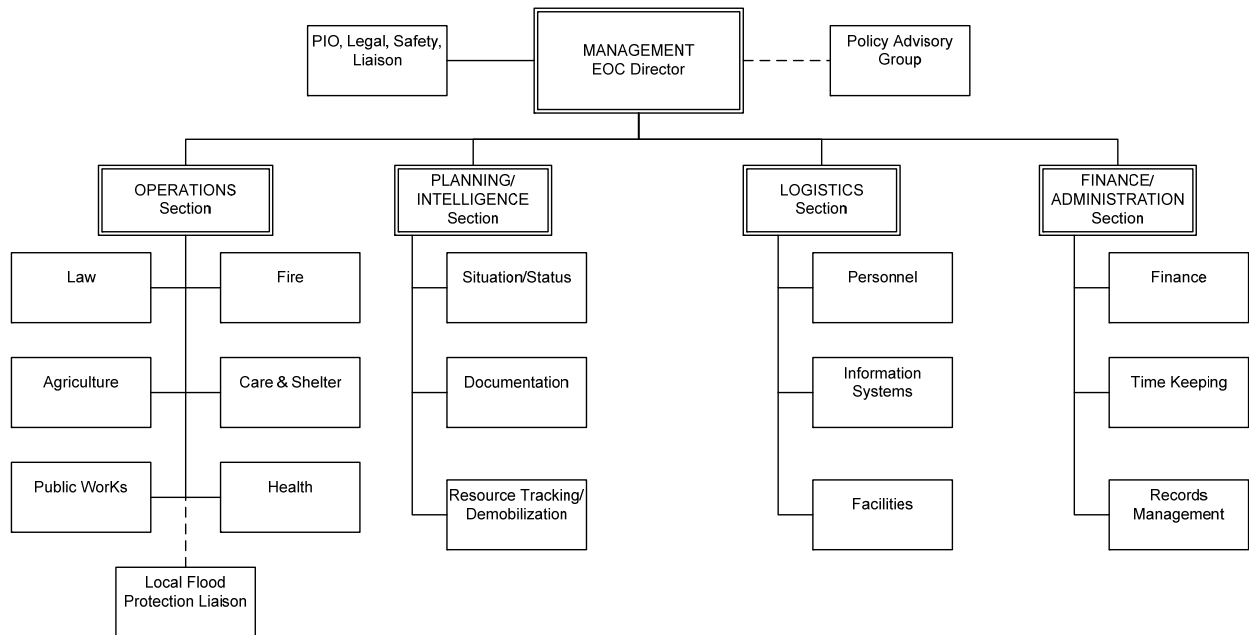 PIO, Legal, Safety,
Liaison
MANAGEMENT
EOC Director
Policy Advisory
Group
OPERATIONS
Section
PLANNING/
INTELLIGENCE
Section
LOGISTICS
Section
FINANCE/
ADMINISTRATION
Section
Law
Fire
Situation/Status
Personnel
Finance
Agriculture
Care & Shelter
Documentation
Information
Systems
Time Keeping
Public WorKs
Health
Resource Tracking/
Demobilization
Facilities
Records
Management
Local Flood
Protection Liaison